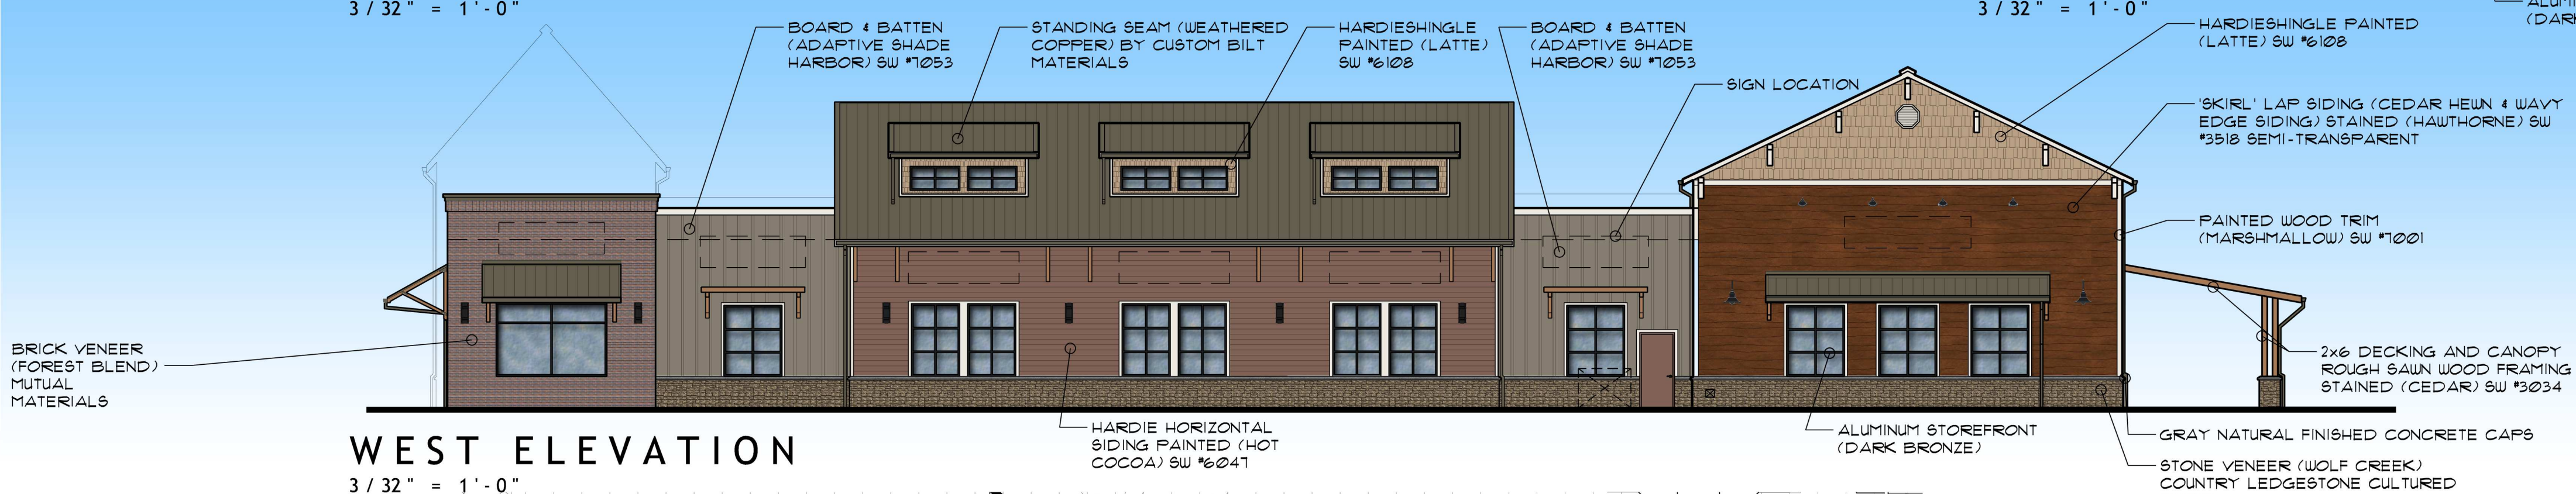 3/32" = 1'-0"
3/32" = 1'-0"
BOARD & BATTEN
(ADAPTIVE SHADE
HARBOR) SW #7053
STANDING SEAM (WEATHERED
COPPER) BY CUSTOM BILT
MATERIALS
HARDIESHINGLE
PAINTED (LATTE)
SW #6108
BOARD & BATTEN
(ADAPTIVE SHADE
HARBOR) SW #7053
SIGN LOCATION
HARDIESHINGLE PAINTED
(LATTE) SW #6108
'SKIRL' LAP SIDING (CEDAR HEWN & WAVY
EDGE SIDING) STAINED (HAWTHORNE) SW
#3518 SEMI-TRANSPARENT
PAINTED WOOD TRIM
(MARSHMALLOW) SW #7001
BRICK VENEER
(FOREST BLEND)
MUTUAL
MATERIALS
2x6 DECKING AND CANOPY
ROUGH SAWN WOOD FRAMING
STAINED (CEDAR) SW #3034
HARDIE HORIZONTAL
SIDING PAINTED (HOT
COCOA) SW #6047
ALUMINUM STOREFRONT
(DARK BRONZE)
GRAY NATURAL FINISHED CONCRETE CAPS
STONE VENEER (WOLF CREEK)
COUNTRY LEDGESTONE CULTURED
WEST ELEVATION
3/32" = 1'-0"